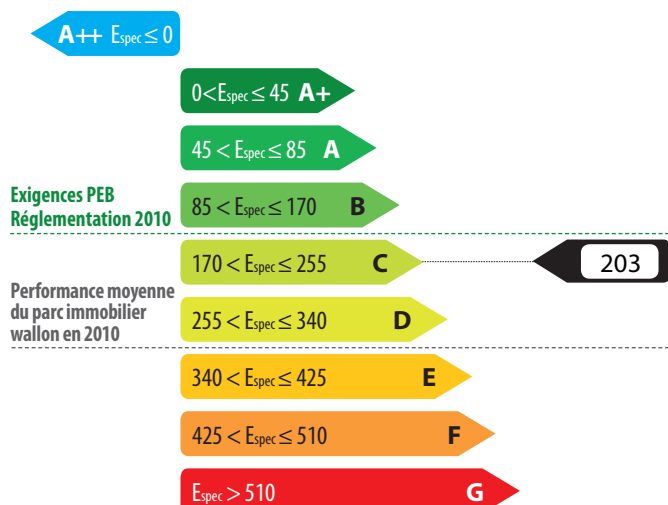 A++ Espec ≤ 0
0<Espec ≤ 45 A+
45 < Espec ≤ 85 A
Exigences PEB
Réglementation 2010
85 < Espec ≤ 170 B
170 < Espec ≤ 255 C
203
Performance moyenne
du parc immobilier
wallon en 2010
255 < Espec ≤ 340 D
340 < Espec ≤ 425 E
425 < Espec ≤ 510 F
Espec > 510 G